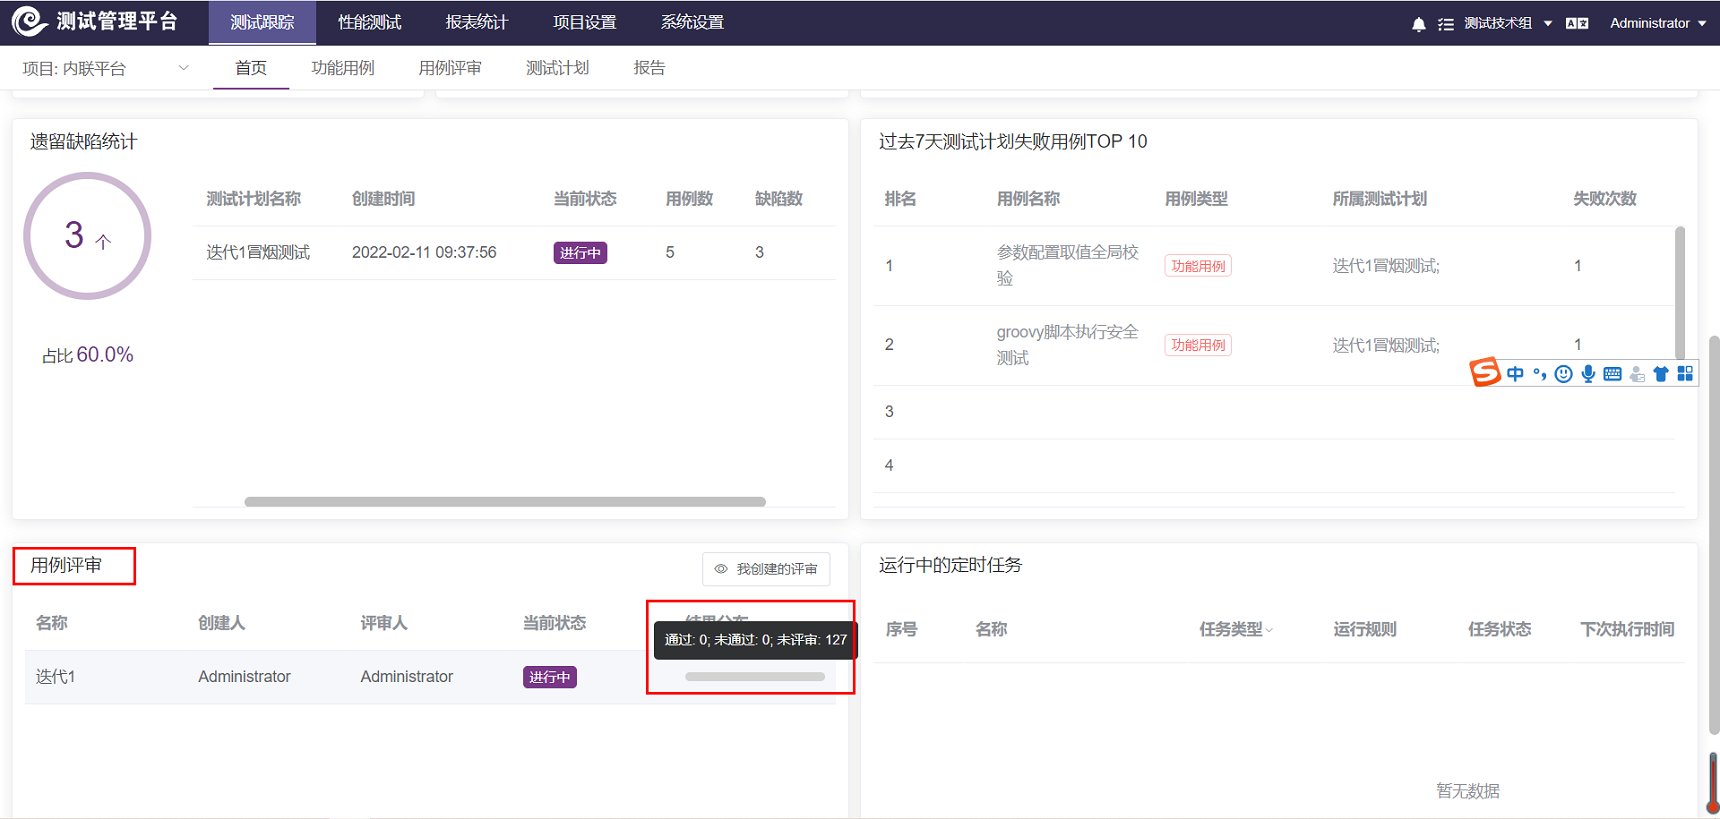 测试管理平台 测试跟踪 性能测试 报表统计 项目设置 系统设置 测试技术组 Administrator
项目: 内联平台 首页 功能用例 用例评审 测试计划 报告
遗留缺陷统计
3 个
占比 60.0%
测试计划名称 创建时间 当前状态 用例数 缺陷数
迭代1冒烟测试 2022-02-11 09:37:56 进行中 5 3
过去7天测试计划失败用例TOP 10
排名 用例名称 用例类型 所属测试计划 失败次数
1 参数配置取值全局校 功能用例 迭代1冒烟测试; 1
验
2 groovy脚本执行安全 功能用例 迭代1冒烟测试; 1
测试
中
3
4
用例评审 我创建的评审
名称 创建人 评审人 当前状态
通过: 0; 未通过: 0; 未评审: 127
迭代1 Administrator Administrator 进行中
运行中的定时任务
序号 名称 任务类型 运行规则 任务状态 下次执行时间
暂无数据